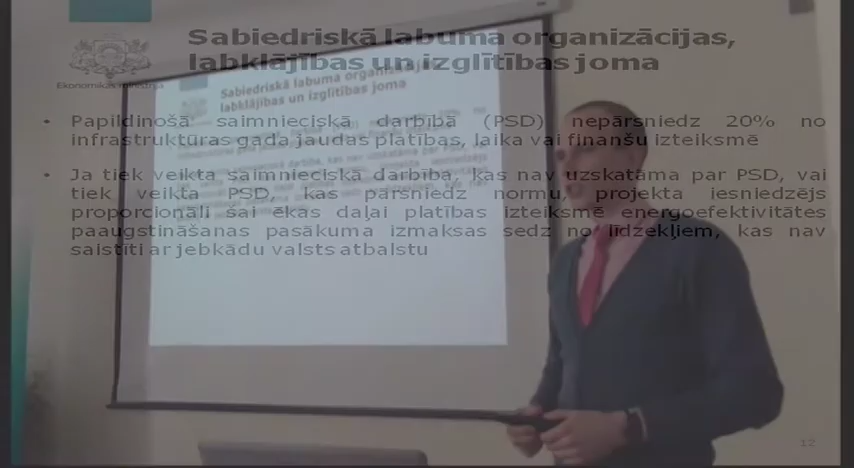 Sabiedriskā labuma organizācijas,
labklājības un izglītības joma
Ekonomikas ministrija
• Papildinošā saimnieciskā darbība (PSD) nepārsniedz 20% no
infrastruktūras gada jaudas platības, laika vai finanšu izteiksmē
• Ja tiek veikta saimnieciskā darbība, kas nav uzskatāma par PSD, vai
tiek veikta PSD, kas pārsniedz normu, projekta iesniedzējs
proporcionāli šai ēkas daļai platības izteiksmē energoefektivitātes
paaugstināšanas pasākuma izmaksas sedz no līdzekļiem, kas nav
saistīti ar jebkādu valsts atbalstu
Sabiedriskā labuma organizācijas,
labklājības un izglītības joma
12